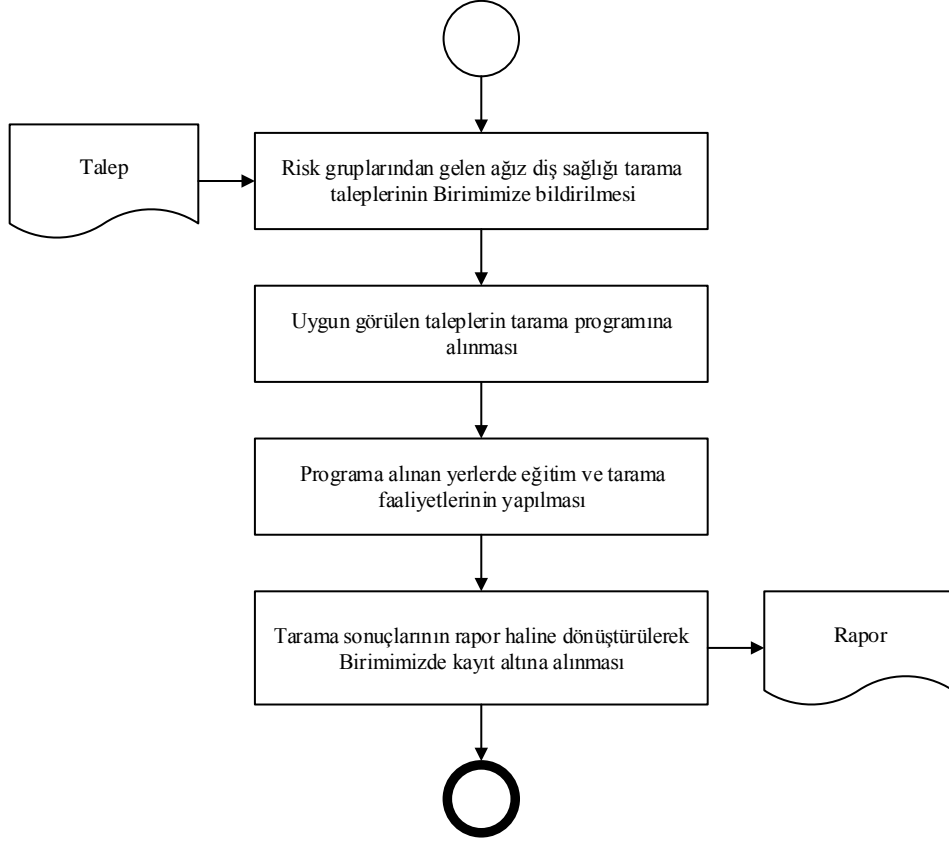 Talep
Risk gruplarından gelen ağız diş sağlığı tarama
taleplerinin Birimimize bildirilmesi
Uygun görülen taleplerin tarama programına
alınması
Programa alınan yerlerde eğitim ve tarama
faaliyetlerinin yapılması
Tarama sonuçlarının rapor haline dönüştürülerek
Birimimizde kayıt altına alınması
Rapor